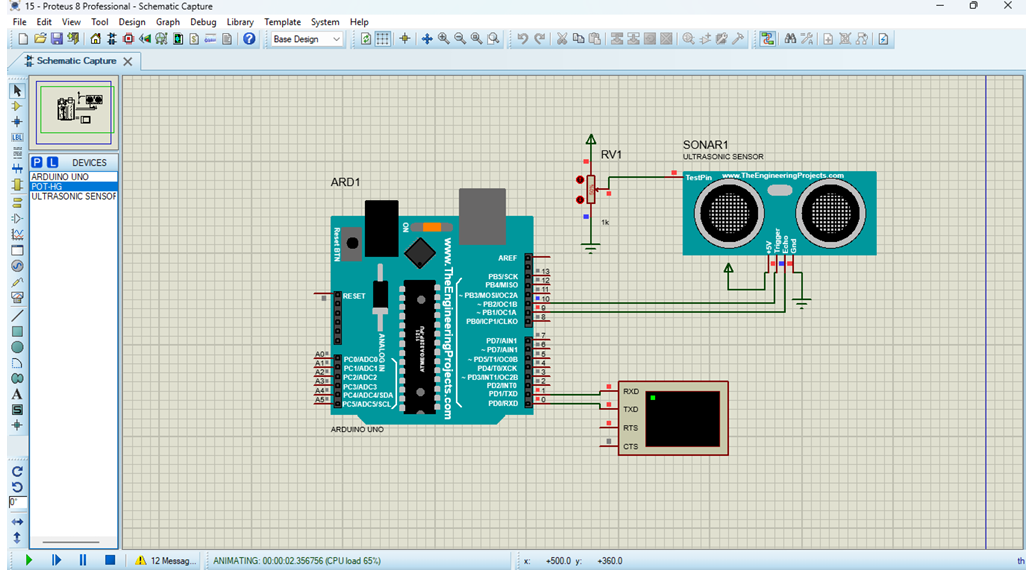 15 - Proteus 8 Professional - Schematic Capture
File Edit View Tool Design Graph Debug Library Template System Help
Base Design
Schematic Capture
P L DEVICES
ARDUINO UNO
POT-HG
ULTRASONIC SENSOF
LBL
A
S
0°
ARD1
Reset BTN
ON
www.TheEngineeringProjects.com
RESET
ANALOG IN
1121
A0 PC0/ADC0
A1 PC1/ADC1
A2 PC2/ADC2
A3 PC3/ADC3
A4 PC4/ADC4/SDA
A5 PC5/ADC5/SCL
AREF
PB5/SCK 13
PB4/MISO 12
~ PB3/MOSI/OC2A 11
~ PB2/OC1B 10
~ PB1/OC1A 9
PB0/ICP1/CLKO 8
PD7/AIN1 7
~ PD7/AIN1 6
~ PD5/T1/OC0B 5
PD4/T0/XCK 4
~ PD3/INT1/OC2B 3
PD2/INT0 2
PD1/TXD 1
PD0/RXD 0
ARDUINO UNO
RV1
1k
SONAR1
ULTRASONIC SENSOR
TestPin www.TheEngineeringProjects.com
+5V
Trigger
Echo
Gnd
RXD
TXD
RTS
CTS
12 Messag...
ANIMATING: 00:00:02.356756 (CPU load 65%)
x: +500.0 y: +360.0
th